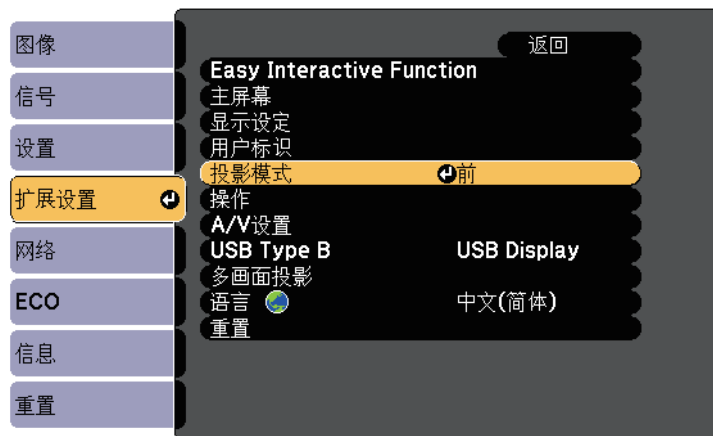 图像
信号
设置
扩展设置
网络
ECO
信息
重置
返回
Easy Interactive Function
主屏幕
显示设定
用户标识
投影模式 前
操作
A/V设置
USB Type B USB Display
多画面投影
语言 中文(简体)
重置